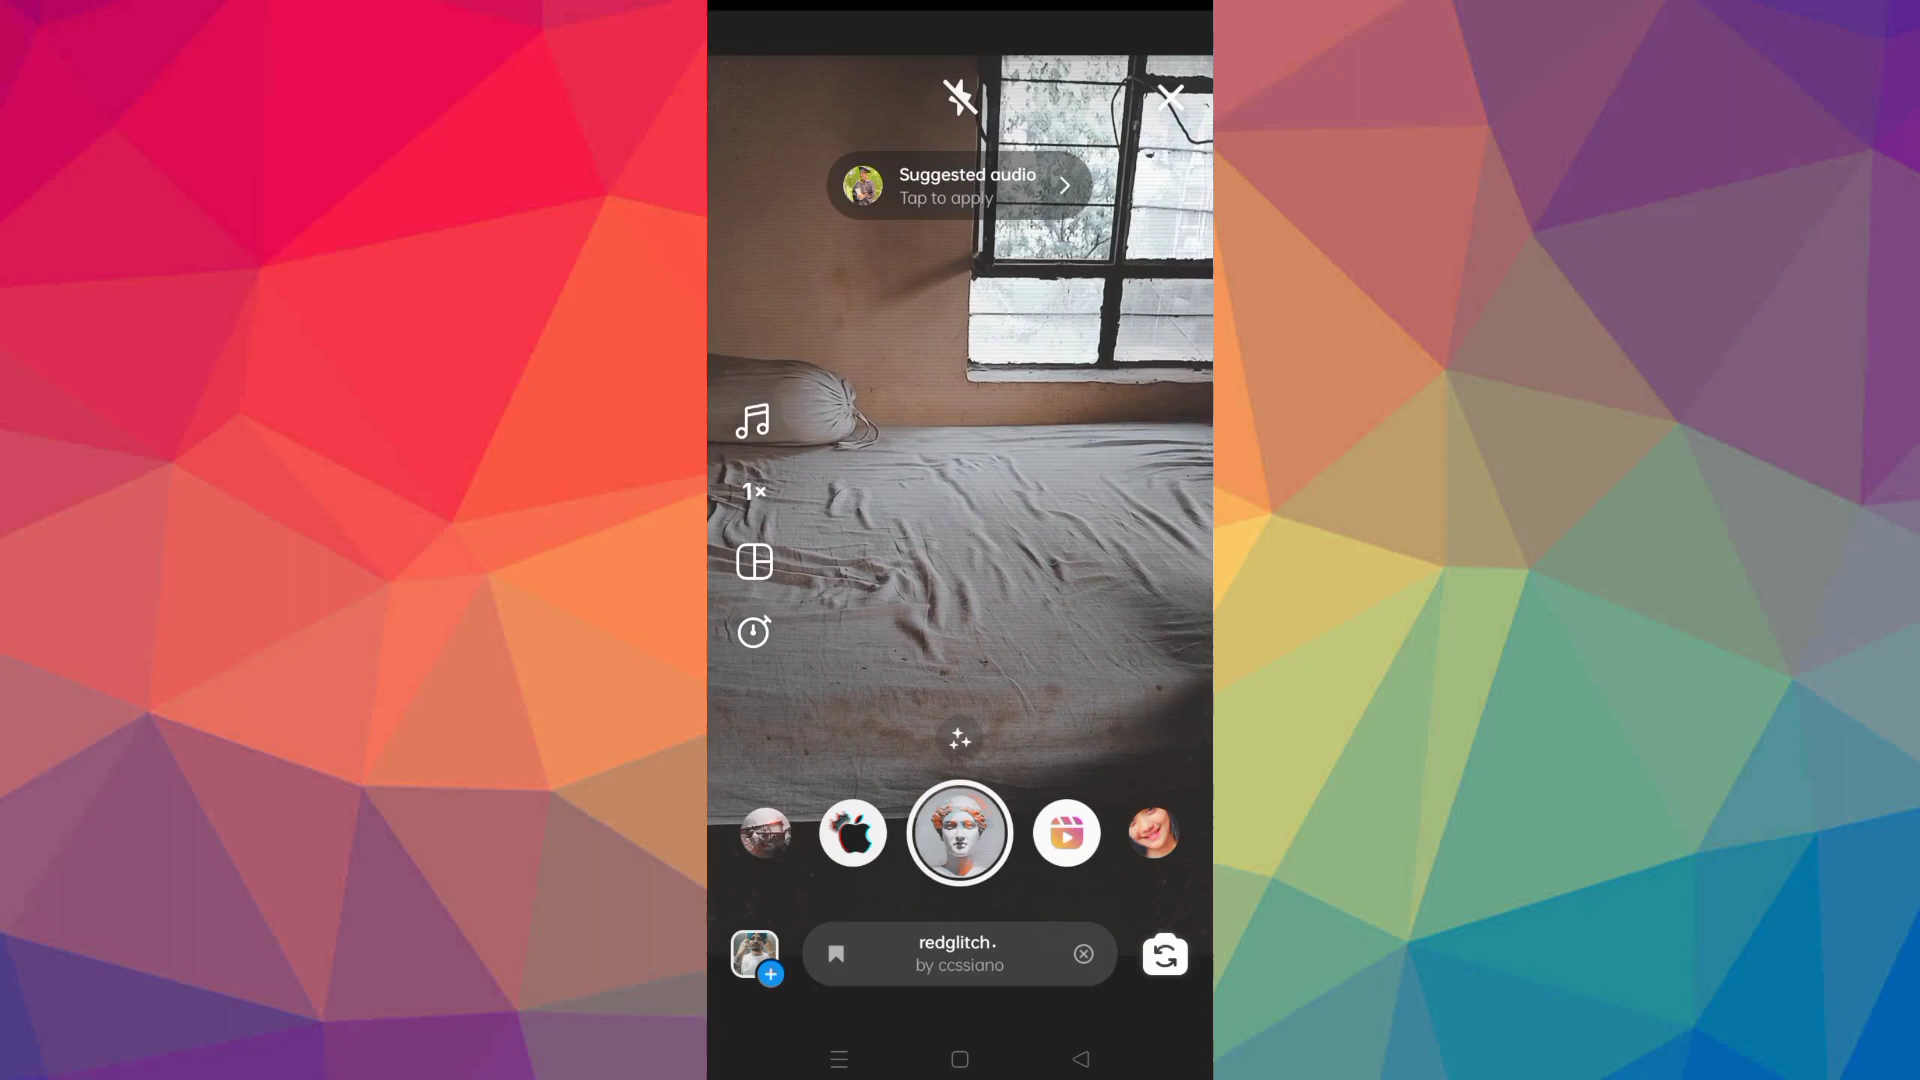 Suggested audio
Tap to apply
1×
redglitch.
by ccssiano